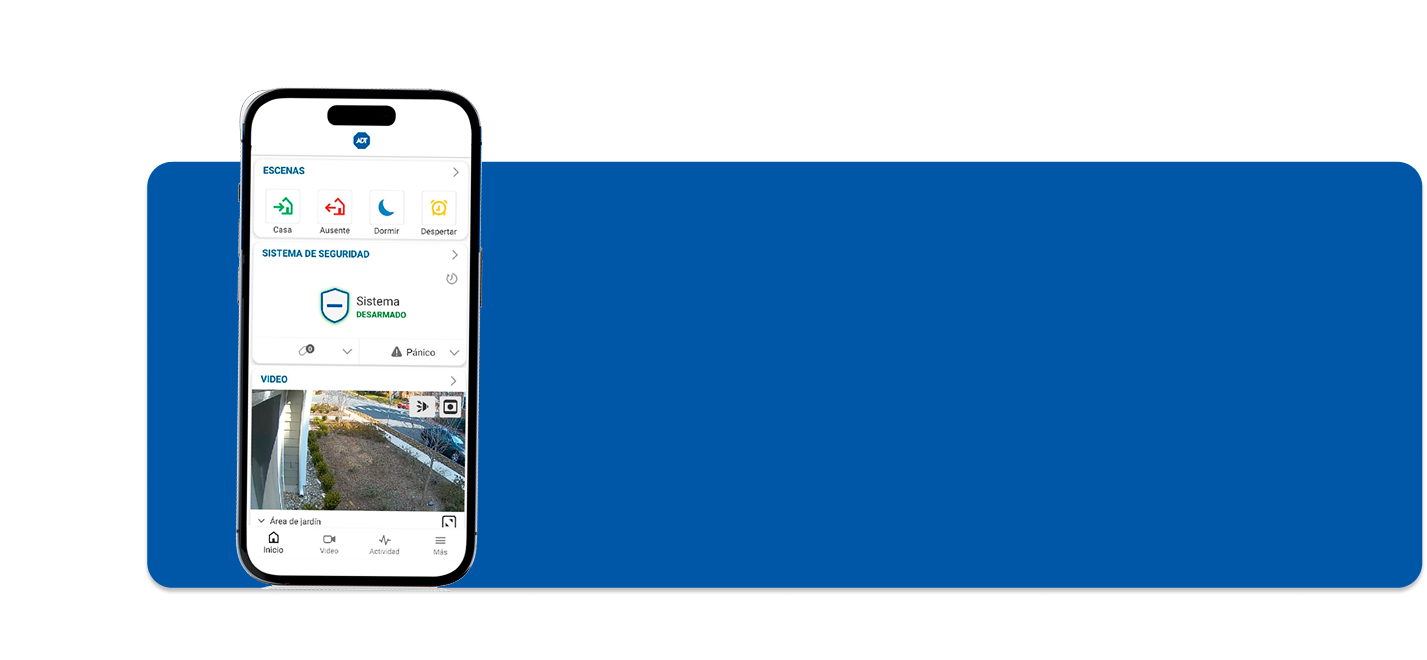 ADT
ESCENAS
Casa Ausente Dormir Despertar
SISTEMA DE SEGURIDAD
Sistema
DESARMADO
0 Pánico
VIDEO
Área de jardín
Inicio Video Actividad Más